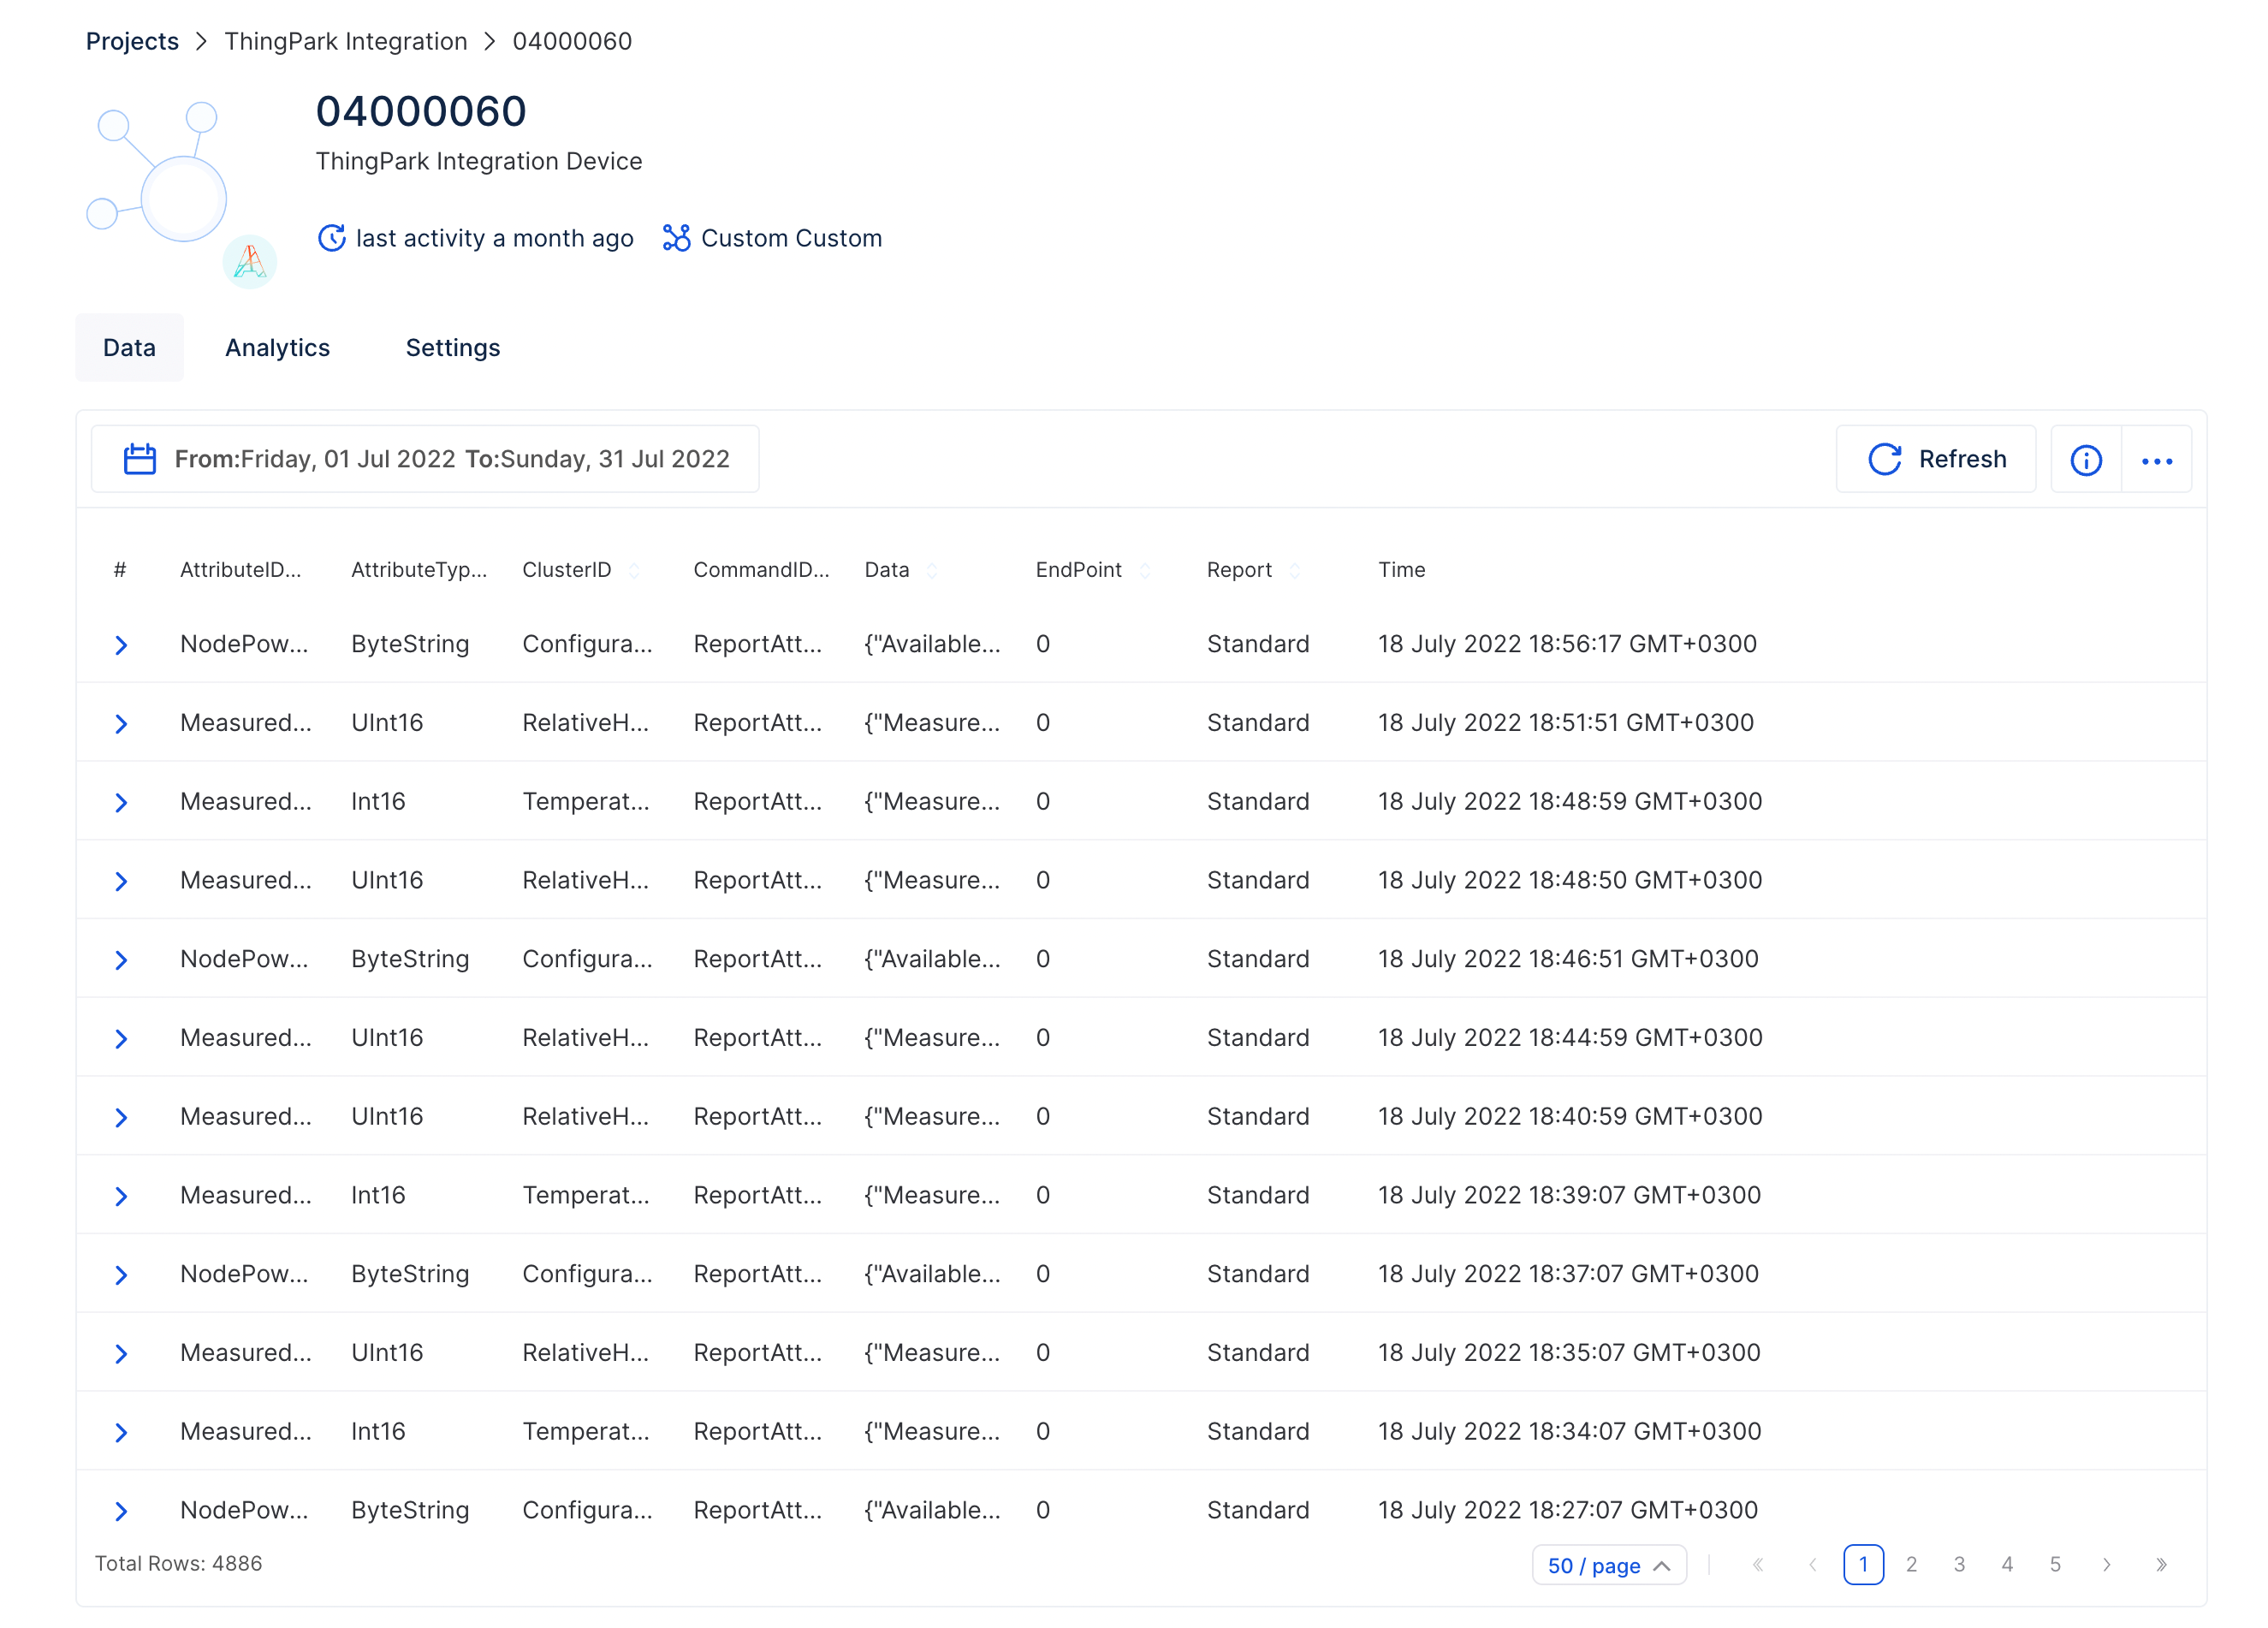 Projects > ThingPark Integration > 04000060
04000060
ThingPark Integration Device
last activity a month ago Custom Custom
Data Analytics Settings
From:Friday, 01 Jul 2022 To:Sunday, 31 Jul 2022 Refresh
# AttributeID... AttributeTyp... ClusterID CommandID... Data EndPoint Report Time
NodePow... ByteString Configura... ReportAtt... {"Available... 0 Standard 18 July 2022 18:56:17 GMT+0300
Measured... UInt16 RelativeH... ReportAtt... {"Measure... 0 Standard 18 July 2022 18:51:51 GMT+0300
Measured... Int16 Temperat... ReportAtt... {"Measure... 0 Standard 18 July 2022 18:48:59 GMT+0300
Measured... UInt16 RelativeH... ReportAtt... {"Measure... 0 Standard 18 July 2022 18:48:50 GMT+0300
NodePow... ByteString Configura... ReportAtt... {"Available... 0 Standard 18 July 2022 18:46:51 GMT+0300
Measured... UInt16 RelativeH... ReportAtt... {"Measure... 0 Standard 18 July 2022 18:44:59 GMT+0300
Measured... UInt16 RelativeH... ReportAtt... {"Measure... 0 Standard 18 July 2022 18:40:59 GMT+0300
Measured... Int16 Temperat... ReportAtt... {"Measure... 0 Standard 18 July 2022 18:39:07 GMT+0300
NodePow... ByteString Configura... ReportAtt... {"Available... 0 Standard 18 July 2022 18:37:07 GMT+0300
Measured... UInt16 RelativeH... ReportAtt... {"Measure... 0 Standard 18 July 2022 18:35:07 GMT+0300
Measured... Int16 Temperat... ReportAtt... {"Measure... 0 Standard 18 July 2022 18:34:07 GMT+0300
NodePow... ByteString Configura... ReportAtt... {"Available... 0 Standard 18 July 2022 18:27:07 GMT+0300
Total Rows: 4886 50 / page « < 1 2 3 4 5 > »